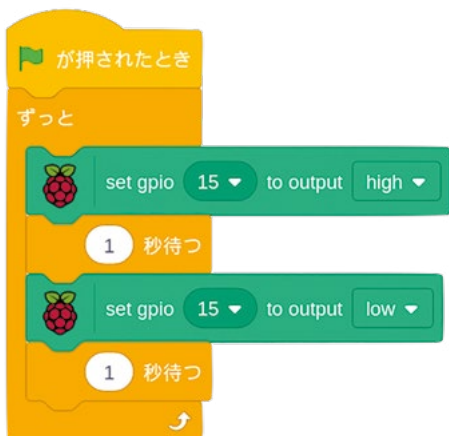 が押されたとき
ずっと
set gpio 15 to output high
1 秒待つ
set gpio 15 to output low
1 秒待つ